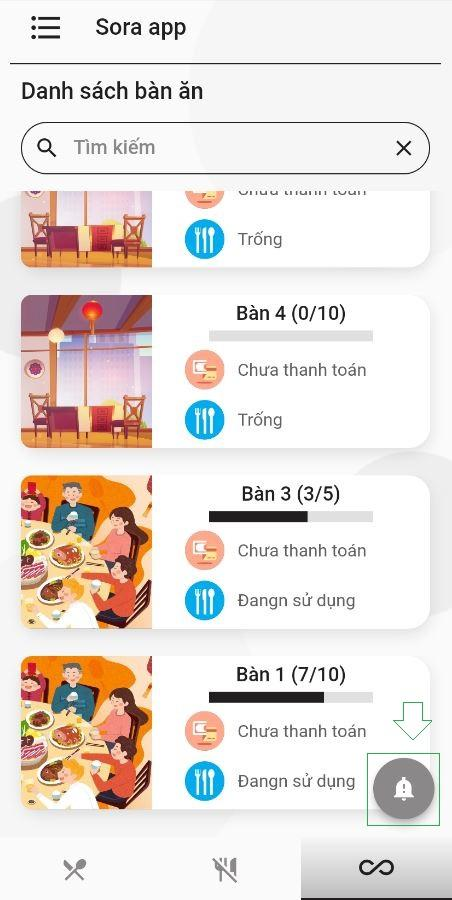 Sora app
Danh sách bàn ăn
Tìm kiếm
Chưa thanh toán
Trống
Bàn 4 (0/10)
Chưa thanh toán
Trống
Bàn 3 (3/5)
Chưa thanh toán
Đangn sử dụng
Bàn 1 (7/10)
Chưa thanh toán
Đangn sử dụng